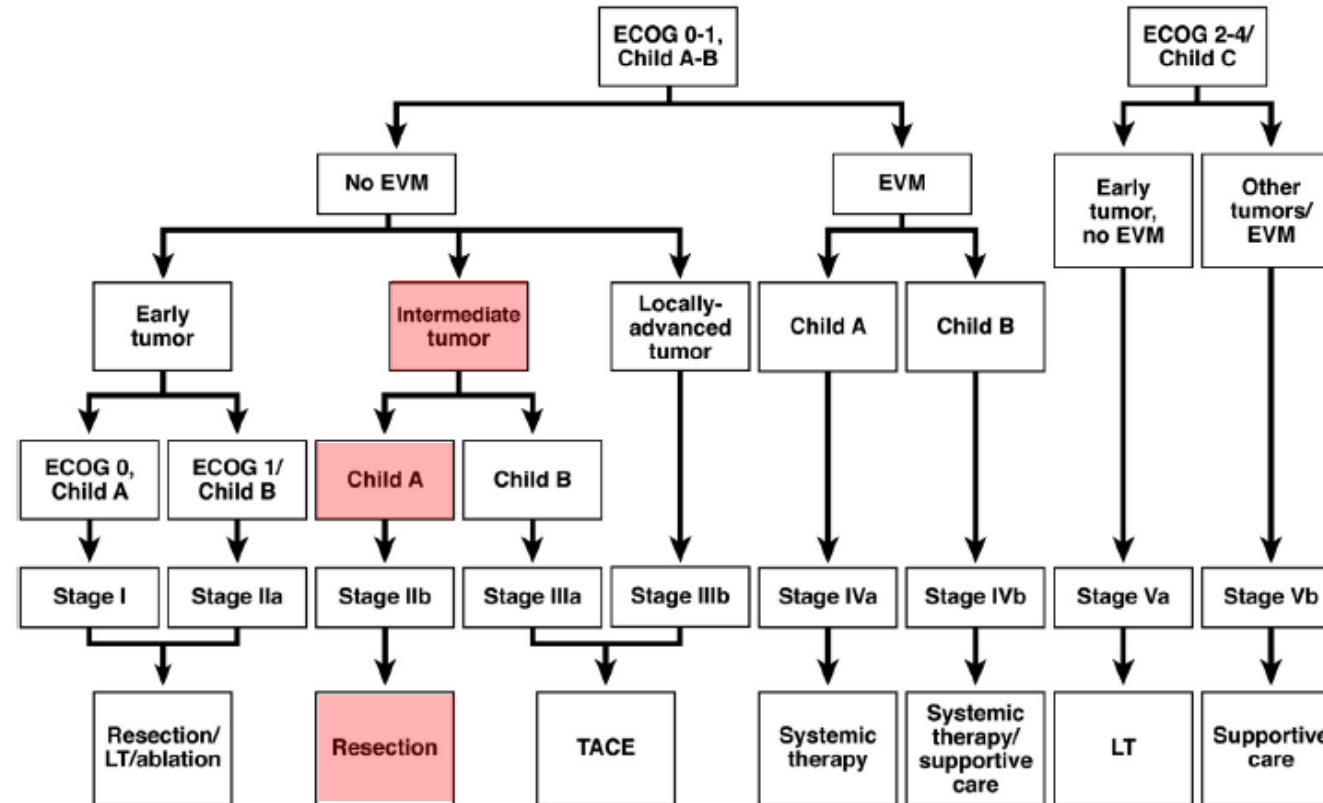 ECOG 0-1,
Child A-B
ECOG 2-4/
Child C
No EVM
EVM
Early
tumor,
no EVM
Other
tumors/
EVM
Early
tumor
Intermediate
tumor
Locally-
advanced
tumor
Child A
Child B
ECOG 0,
Child A
ECOG 1/
Child B
Child A
Child B
Stage I
Stage IIa
Stage IIb
Stage IIIa
Stage IIIb
Stage IVa
Stage IVb
Stage Va
Stage Vb
Resection/
LT/ablation
Resection
TACE
Systemic
therapy
Systemic
therapy/
supportive
care
LT
Supportive
care